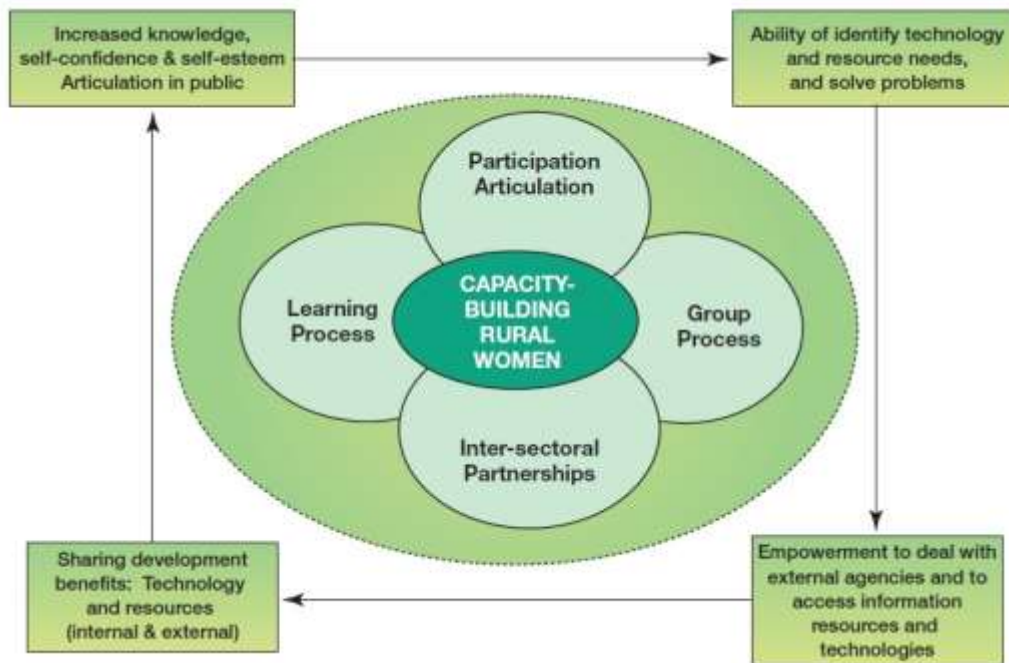 Increased knowledge,
self-confidence & self-esteem
Articulation in public
Ability of identify technology
and resource needs,
and solve problems
Participation
Articulation
Learning
Process
CAPACITY-
BUILDING
RURAL
WOMEN
Group
Process
Inter-sectoral
Partnerships
Sharing development
benefits: Technology
and resources
(internal & external)
Empowerment to deal with
external agencies and to
access information
resources and
technologies